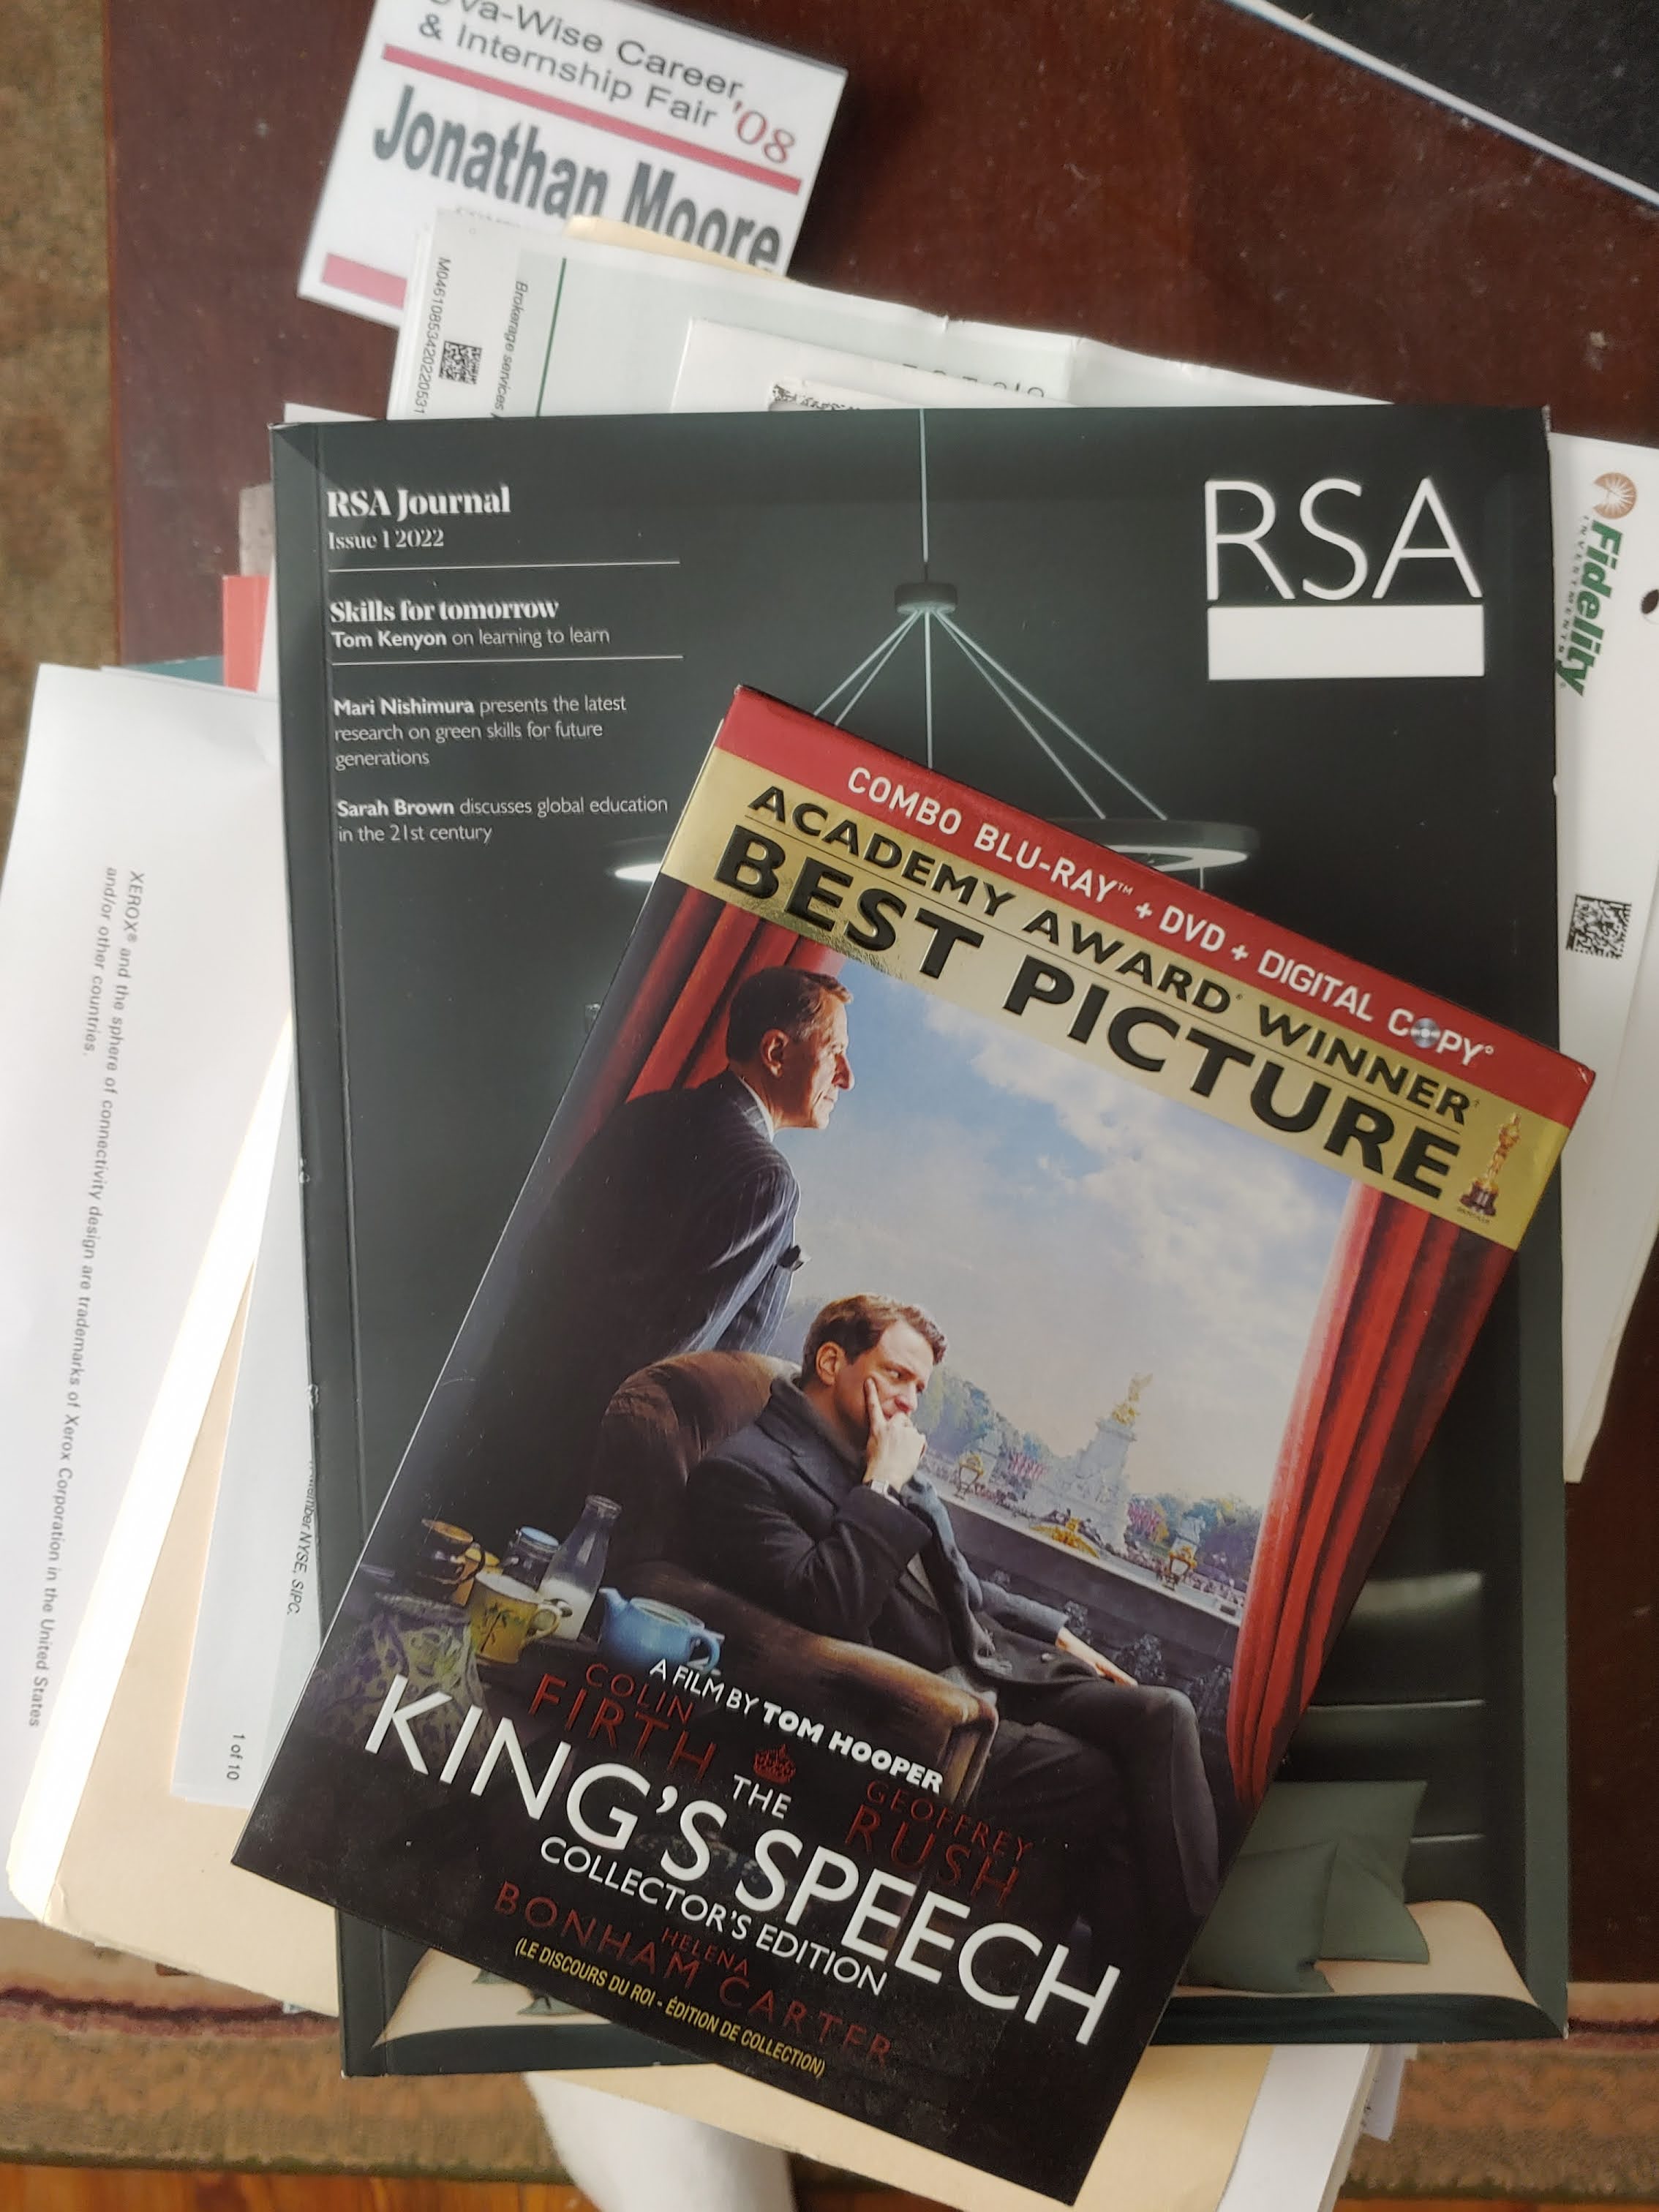 & Internship Fair '08
Jonathan Moore
M04610853420220531
Brokerage services
RSA Journal
Issue 1 2022
Skills for tomorrow
Tom Kenyon on learning to learn
Mari Nishimura presents the latest
research on green skills for future
generations
Sarah Brown discusses global education
in the 21st century
RSA
Fidelity
INVESTMENTS
XEROX® and the sphere of connectivity design are trademarks of Xerox Corporation in the United States
and/or other countries.
NYSE, SIPC.
1 of 10
COMBO BLU-RAY™ + DVD + DIGITAL COPY
ACADEMY AWARD® WINNER
BEST PICTURE
A FILM BY TOM HOOPER
COLIN
FIRTH
GEOFFREY
RUSH
THE
KING'S SPEECH
COLLECTOR'S EDITION
HELENA
BONHAM CARTER
(LE DISCOURS DU ROI - ÉDITION DE COLLECTION)